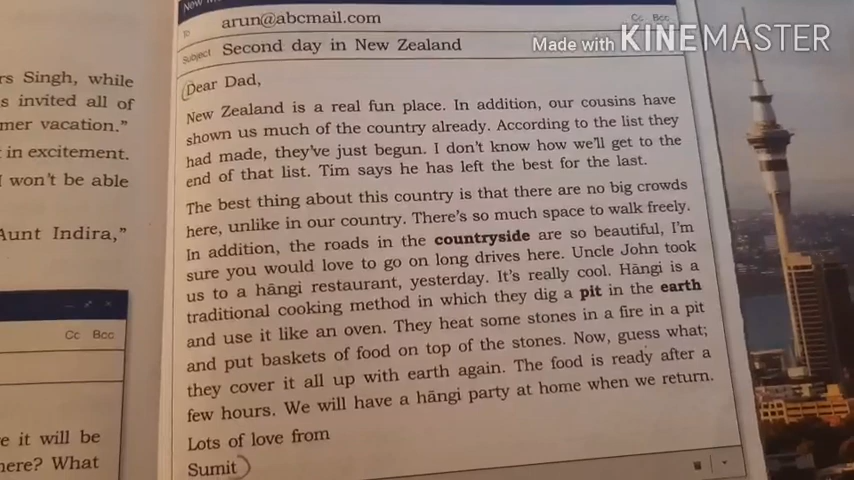 To
arun@abcmail.com
Cc Bcc
Subject Second day in New Zealand
Made with KINEMASTER
Dear Dad,
New Zealand is a real fun place. In addition, our cousins have
shown us much of the country already. According to the list they
had made, they've just begun. I don't know how we'll get to the
end of that list. Tim says he has left the best for the last.
The best thing about this country is that there are no big crowds
here, unlike in our country. There's so much space to walk freely.
In addition, the roads in the countryside are so beautiful, I'm
sure you would love to go on long drives here. Uncle John took
us to a hāngi restaurant, yesterday. It's really cool. Hāngi is a
traditional cooking method in which they dig a pit in the earth
and use it like an oven. They heat some stones in a fire in a pit
and put baskets of food on top of the stones. Now, guess what;
they cover it all up with earth again. The food is ready after a
few hours. We will have a hāngi party at home when we return.
Lots of love from
Sumit
rs Singh, while
s invited all of
mer vacation."
in excitement.
I won't be able
Aunt Indira,"
Cc Bcc
e it will be
here? What